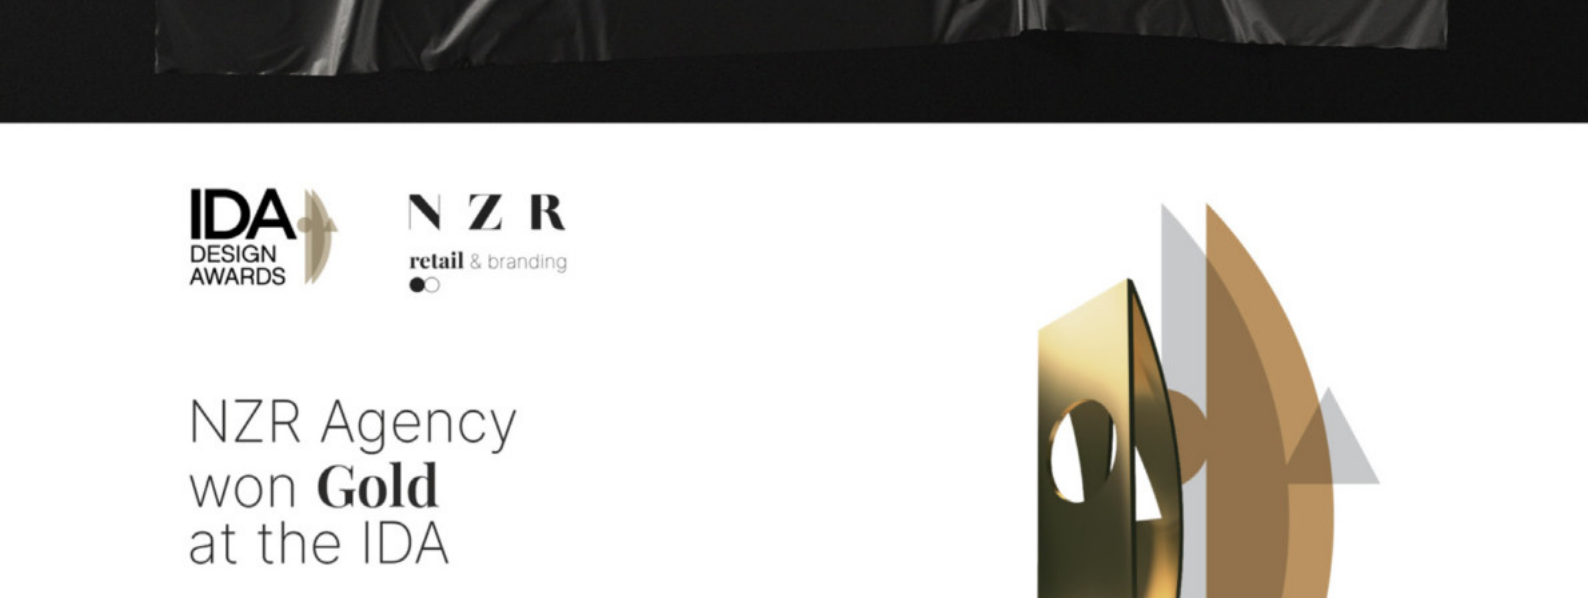 IDA
DESIGN
AWARDS
N Z R
retail & branding
NZR Agency
won Gold
at the IDA